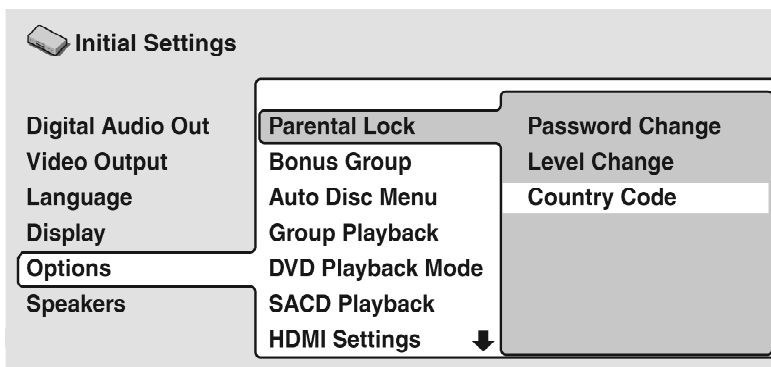 Initial Settings
Digital Audio Out
Video Output
Language
Display
Options
Speakers
Parental Lock
Bonus Group
Auto Disc Menu
Group Playback
DVD Playback Mode
SACD Playback
HDMI Settings
Password Change
Level Change
Country Code